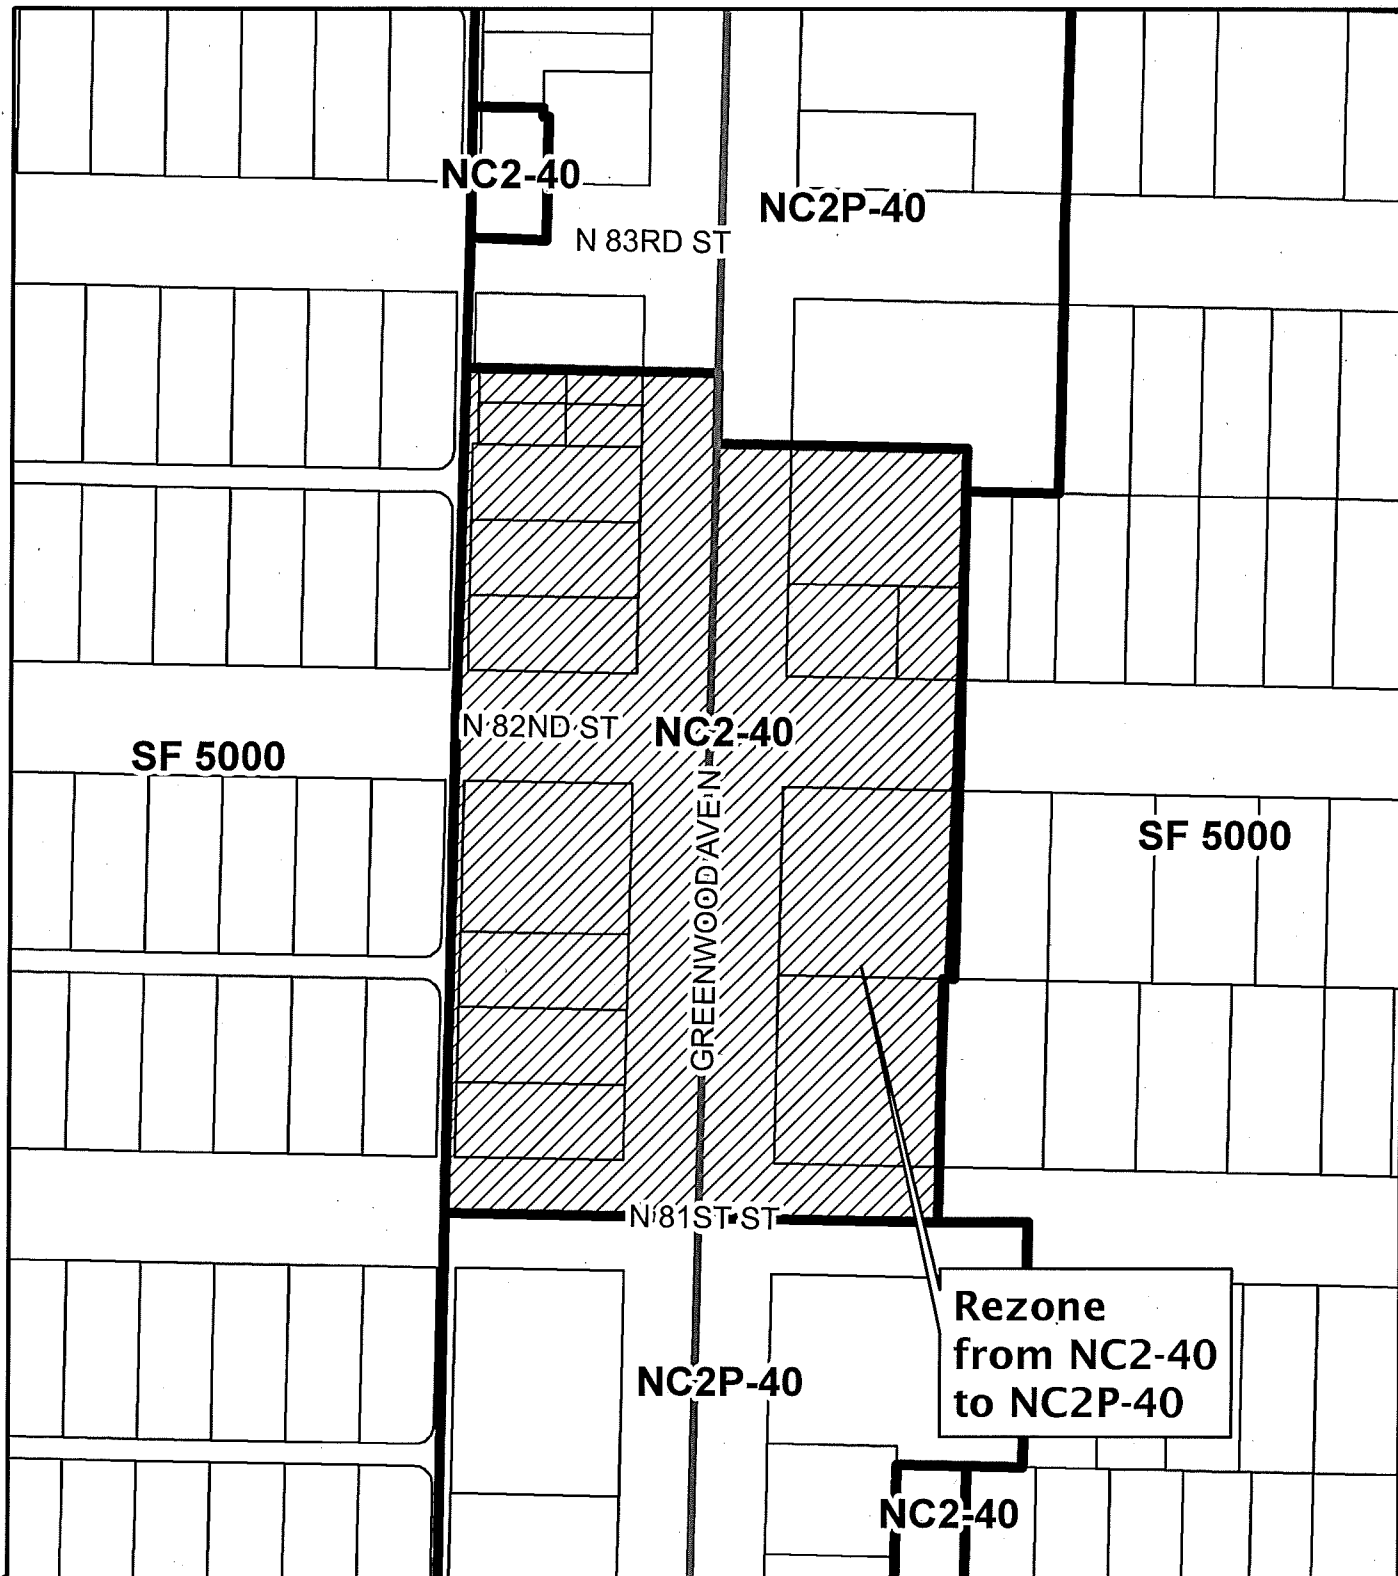 NC2-40
NC2P-40
N 83RD ST
N 82ND ST
NC2-40
SF 5000
SF 5000
GREENWOOD AVE N
N 81ST ST
Rezone
from NC2-40
to NC2P-40
NC2P-40
NC2-40